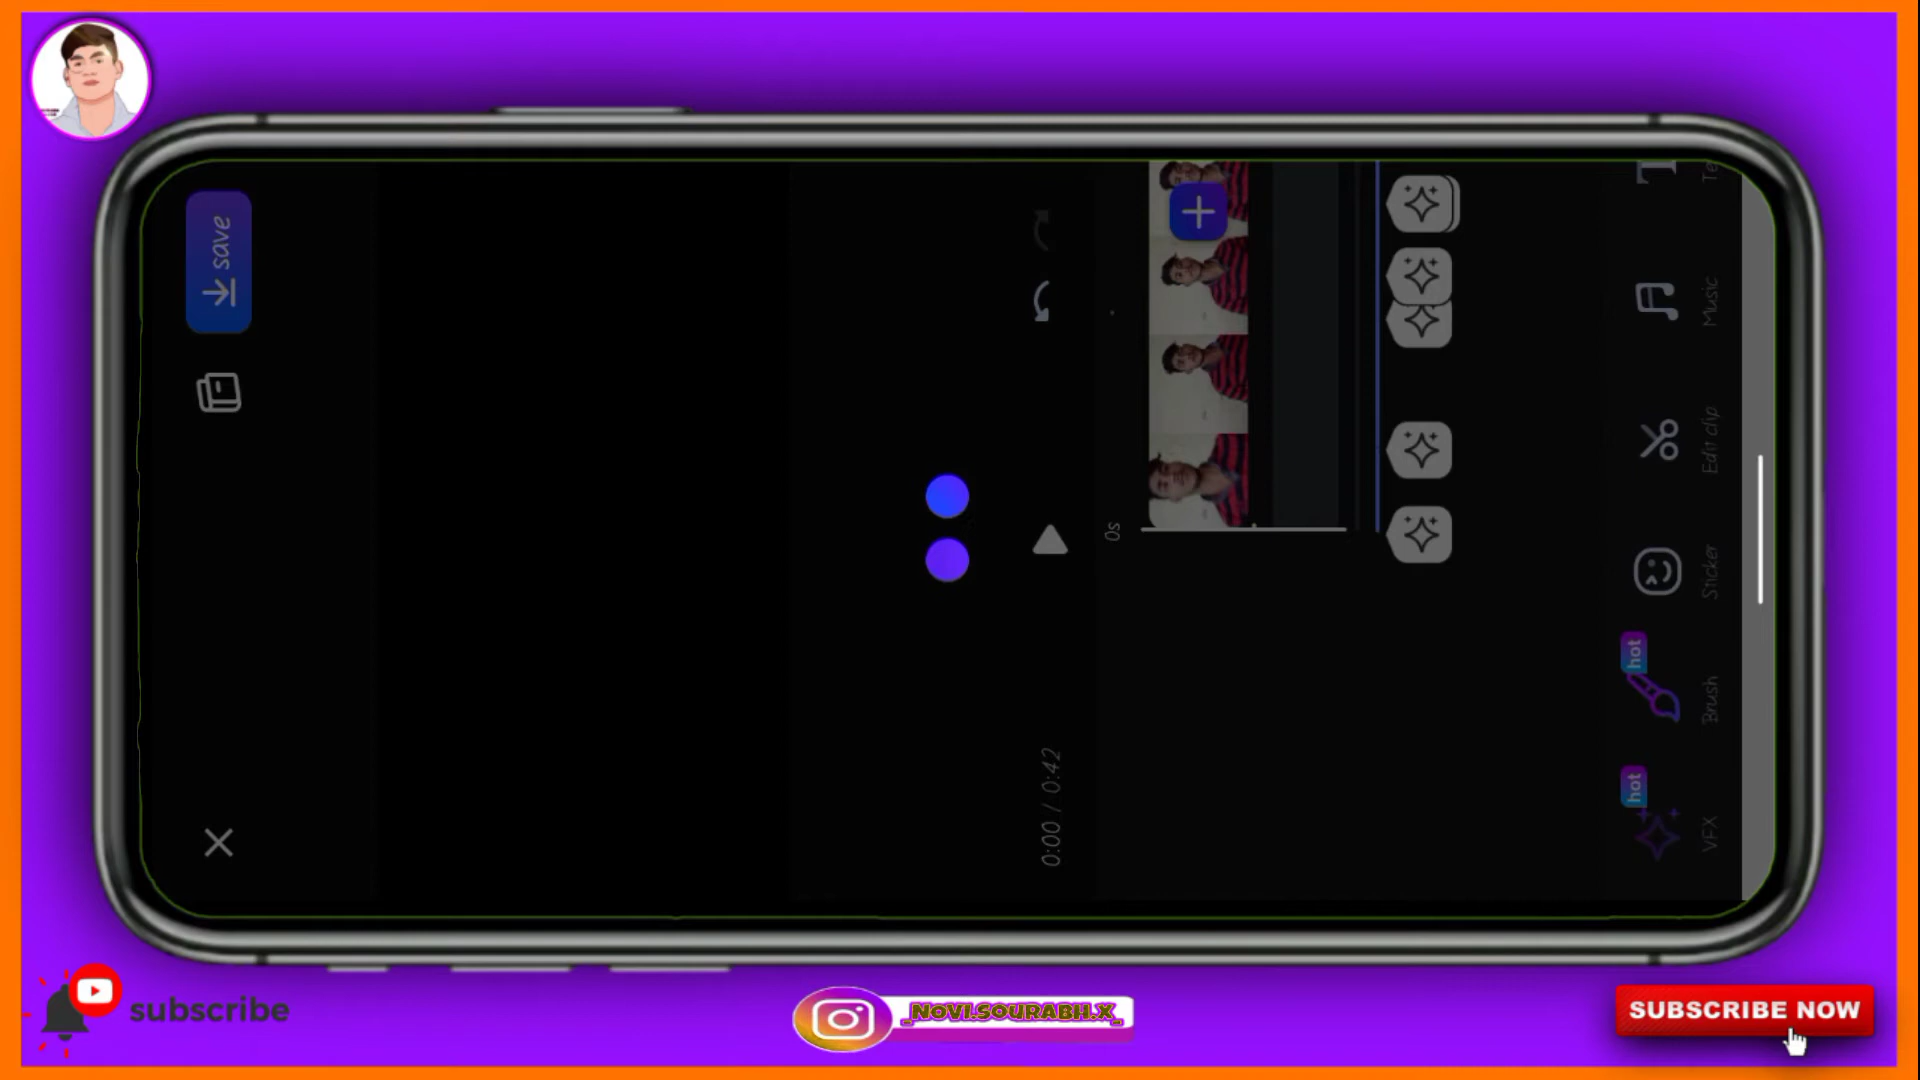 save
0:00 / 0:42
0s
Te
Music
Edit clip
Sticker
hot
Brush
hot
VFX
subscribe
_NOVI.SOURABH.X_
SUBSCRIBE NOW